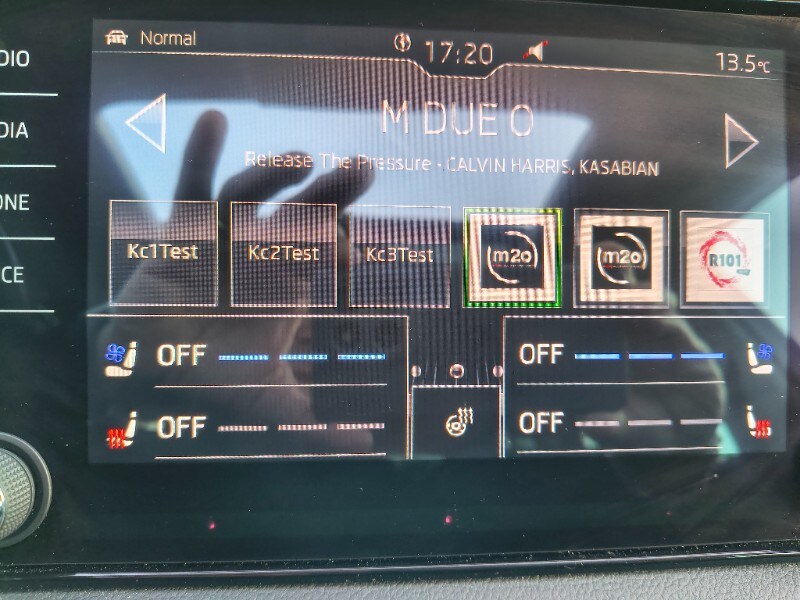 Normal
17:20
13.5°C
DIO
DIA
ONE
CE
M DUE O
Release The Pressure - CALVIN HARRIS, KASABIAN
Kc1Test Kc2Test Kc3Test m2o m2o R101
OFF OFF
OFF OFF